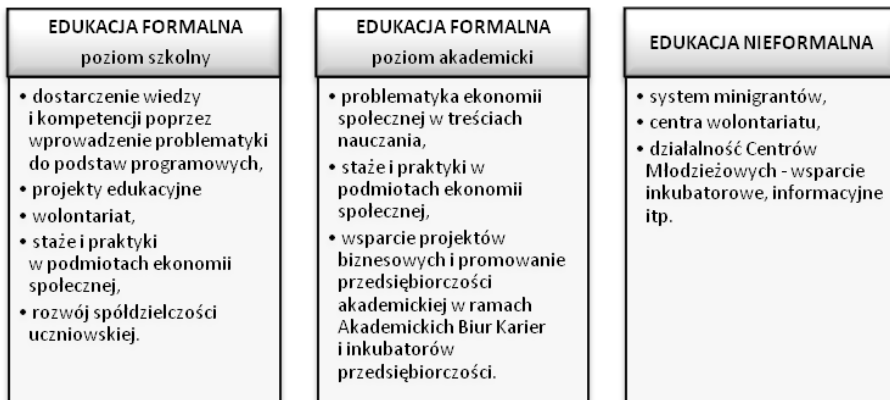 EDUKACJA FORMALNA
poziom szkolny
• dostarczenie wiedzy
i kompetencji poprzez
wprowadzenie problematyki
do podstaw programowych,
• projekty edukacyjne
• wolontariat,
• staże i praktyki
w podmiotach ekonomii
społecznej,
• rozwój spółdzielczości
uczniowskiej.
EDUKACJA FORMALNA
poziom akademicki
• problematyka ekonomii
społecznej w treściach
nauczania,
• staże i praktyki w
podmiotach ekonomii
społecznej,
• wsparcie projektów
biznesowych i promowanie
przedsiębiorczości
akademickiej w ramach
Akademickich Biur Karier
i inkubatorów
przedsiębiorczości.
EDUKACJA NIEFORMALNA
• system minigrantów,
• centra wolontariatu,
• działalność Centrów
Młodzieżowych - wsparcie
inkubatorowe, informacyjne
itp.